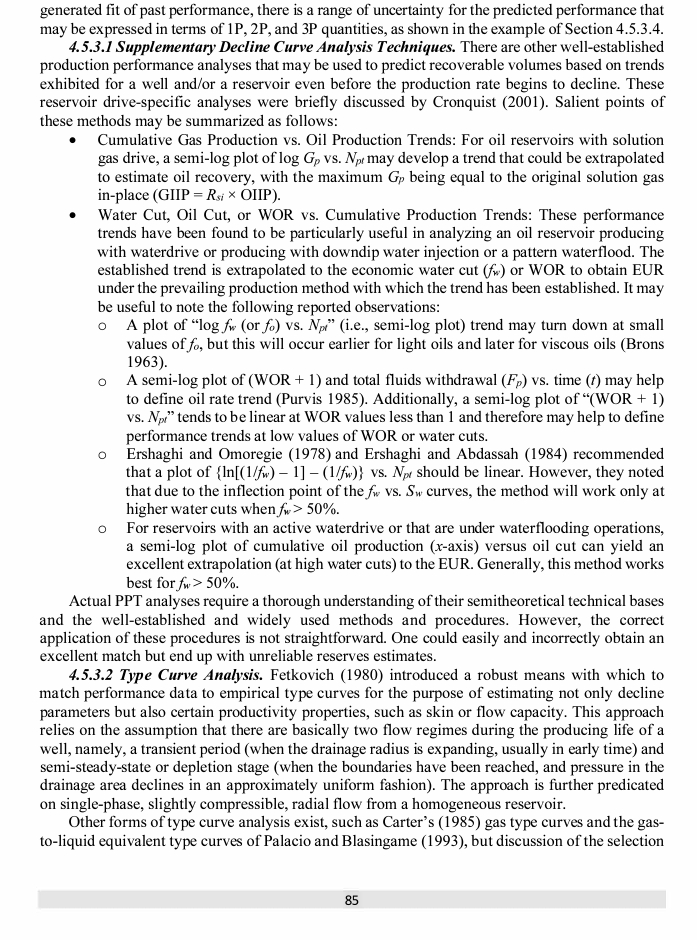 generated fit of past performance, there is a range of uncertainty for the predicted performance that
may be expressed in terms of 1P, 2P, and 3P quantities, as shown in the example of Section 4.5.3.4.
4.5.3.1 Supplementary Decline Curve Analysis Techniques. There are other well-established
production performance analyses that may be used to predict recoverable volumes based on trends
exhibited for a well and/or a reservoir even before the production rate begins to decline. These
reservoir drive-specific analyses were briefly discussed by Cronquist (2001). Salient points of
these methods may be summarized as follows:
• Cumulative Gas Production vs. Oil Production Trends: For oil reservoirs with solution
gas drive, a semi-log plot of log Gp vs. Npt may develop a trend that could be extrapolated
to estimate oil recovery, with the maximum Gp being equal to the original solution gas
in-place (GIIP = Rsi × OIIP).
• Water Cut, Oil Cut, or WOR vs. Cumulative Production Trends: These performance
trends have been found to be particularly useful in analyzing an oil reservoir producing
with waterdrive or producing with downdip water injection or a pattern waterflood. The
established trend is extrapolated to the economic water cut (fw) or WOR to obtain EUR
under the prevailing production method with which the trend has been established. It may
be useful to note the following reported observations:
o A plot of “log fw (or fo) vs. Npt” (i.e., semi-log plot) trend may turn down at small
values of fo, but this will occur earlier for light oils and later for viscous oils (Brons
1963).
o A semi-log plot of (WOR + 1) and total fluids withdrawal (Fp) vs. time (t) may help
to define oil rate trend (Purvis 1985). Additionally, a semi-log plot of “(WOR + 1)
vs. Npt” tends to be linear at WOR values less than 1 and therefore may help to define
performance trends at low values of WOR or water cuts.
o Ershaghi and Omoregie (1978) and Ershaghi and Abdassah (1984) recommended
that a plot of {ln[(1/fw) – 1] – (1/fw)} vs. Npt should be linear. However, they noted
that due to the inflection point of the fw vs. Sw curves, the method will work only at
higher water cuts when fw > 50%.
o For reservoirs with an active waterdrive or that are under waterflooding operations,
a semi-log plot of cumulative oil production (x-axis) versus oil cut can yield an
excellent extrapolation (at high water cuts) to the EUR. Generally, this method works
best for fw > 50%.
Actual PPT analyses require a thorough understanding of their semitheoretical technical bases
and the well-established and widely used methods and procedures. However, the correct
application of these procedures is not straightforward. One could easily and incorrectly obtain an
excellent match but end up with unreliable reserves estimates.
4.5.3.2 Type Curve Analysis. Fetkovich (1980) introduced a robust means with which to
match performance data to empirical type curves for the purpose of estimating not only decline
parameters but also certain productivity properties, such as skin or flow capacity. This approach
relies on the assumption that there are basically two flow regimes during the producing life of a
well, namely, a transient period (when the drainage radius is expanding, usually in early time) and
semi-steady-state or depletion stage (when the boundaries have been reached, and pressure in the
drainage area declines in an approximately uniform fashion). The approach is further predicated
on single-phase, slightly compressible, radial flow from a homogeneous reservoir.
Other forms of type curve analysis exist, such as Carter’s (1985) gas type curves and the gas-
to-liquid equivalent type curves of Palacio and Blasingame (1993), but discussion of the selection
85